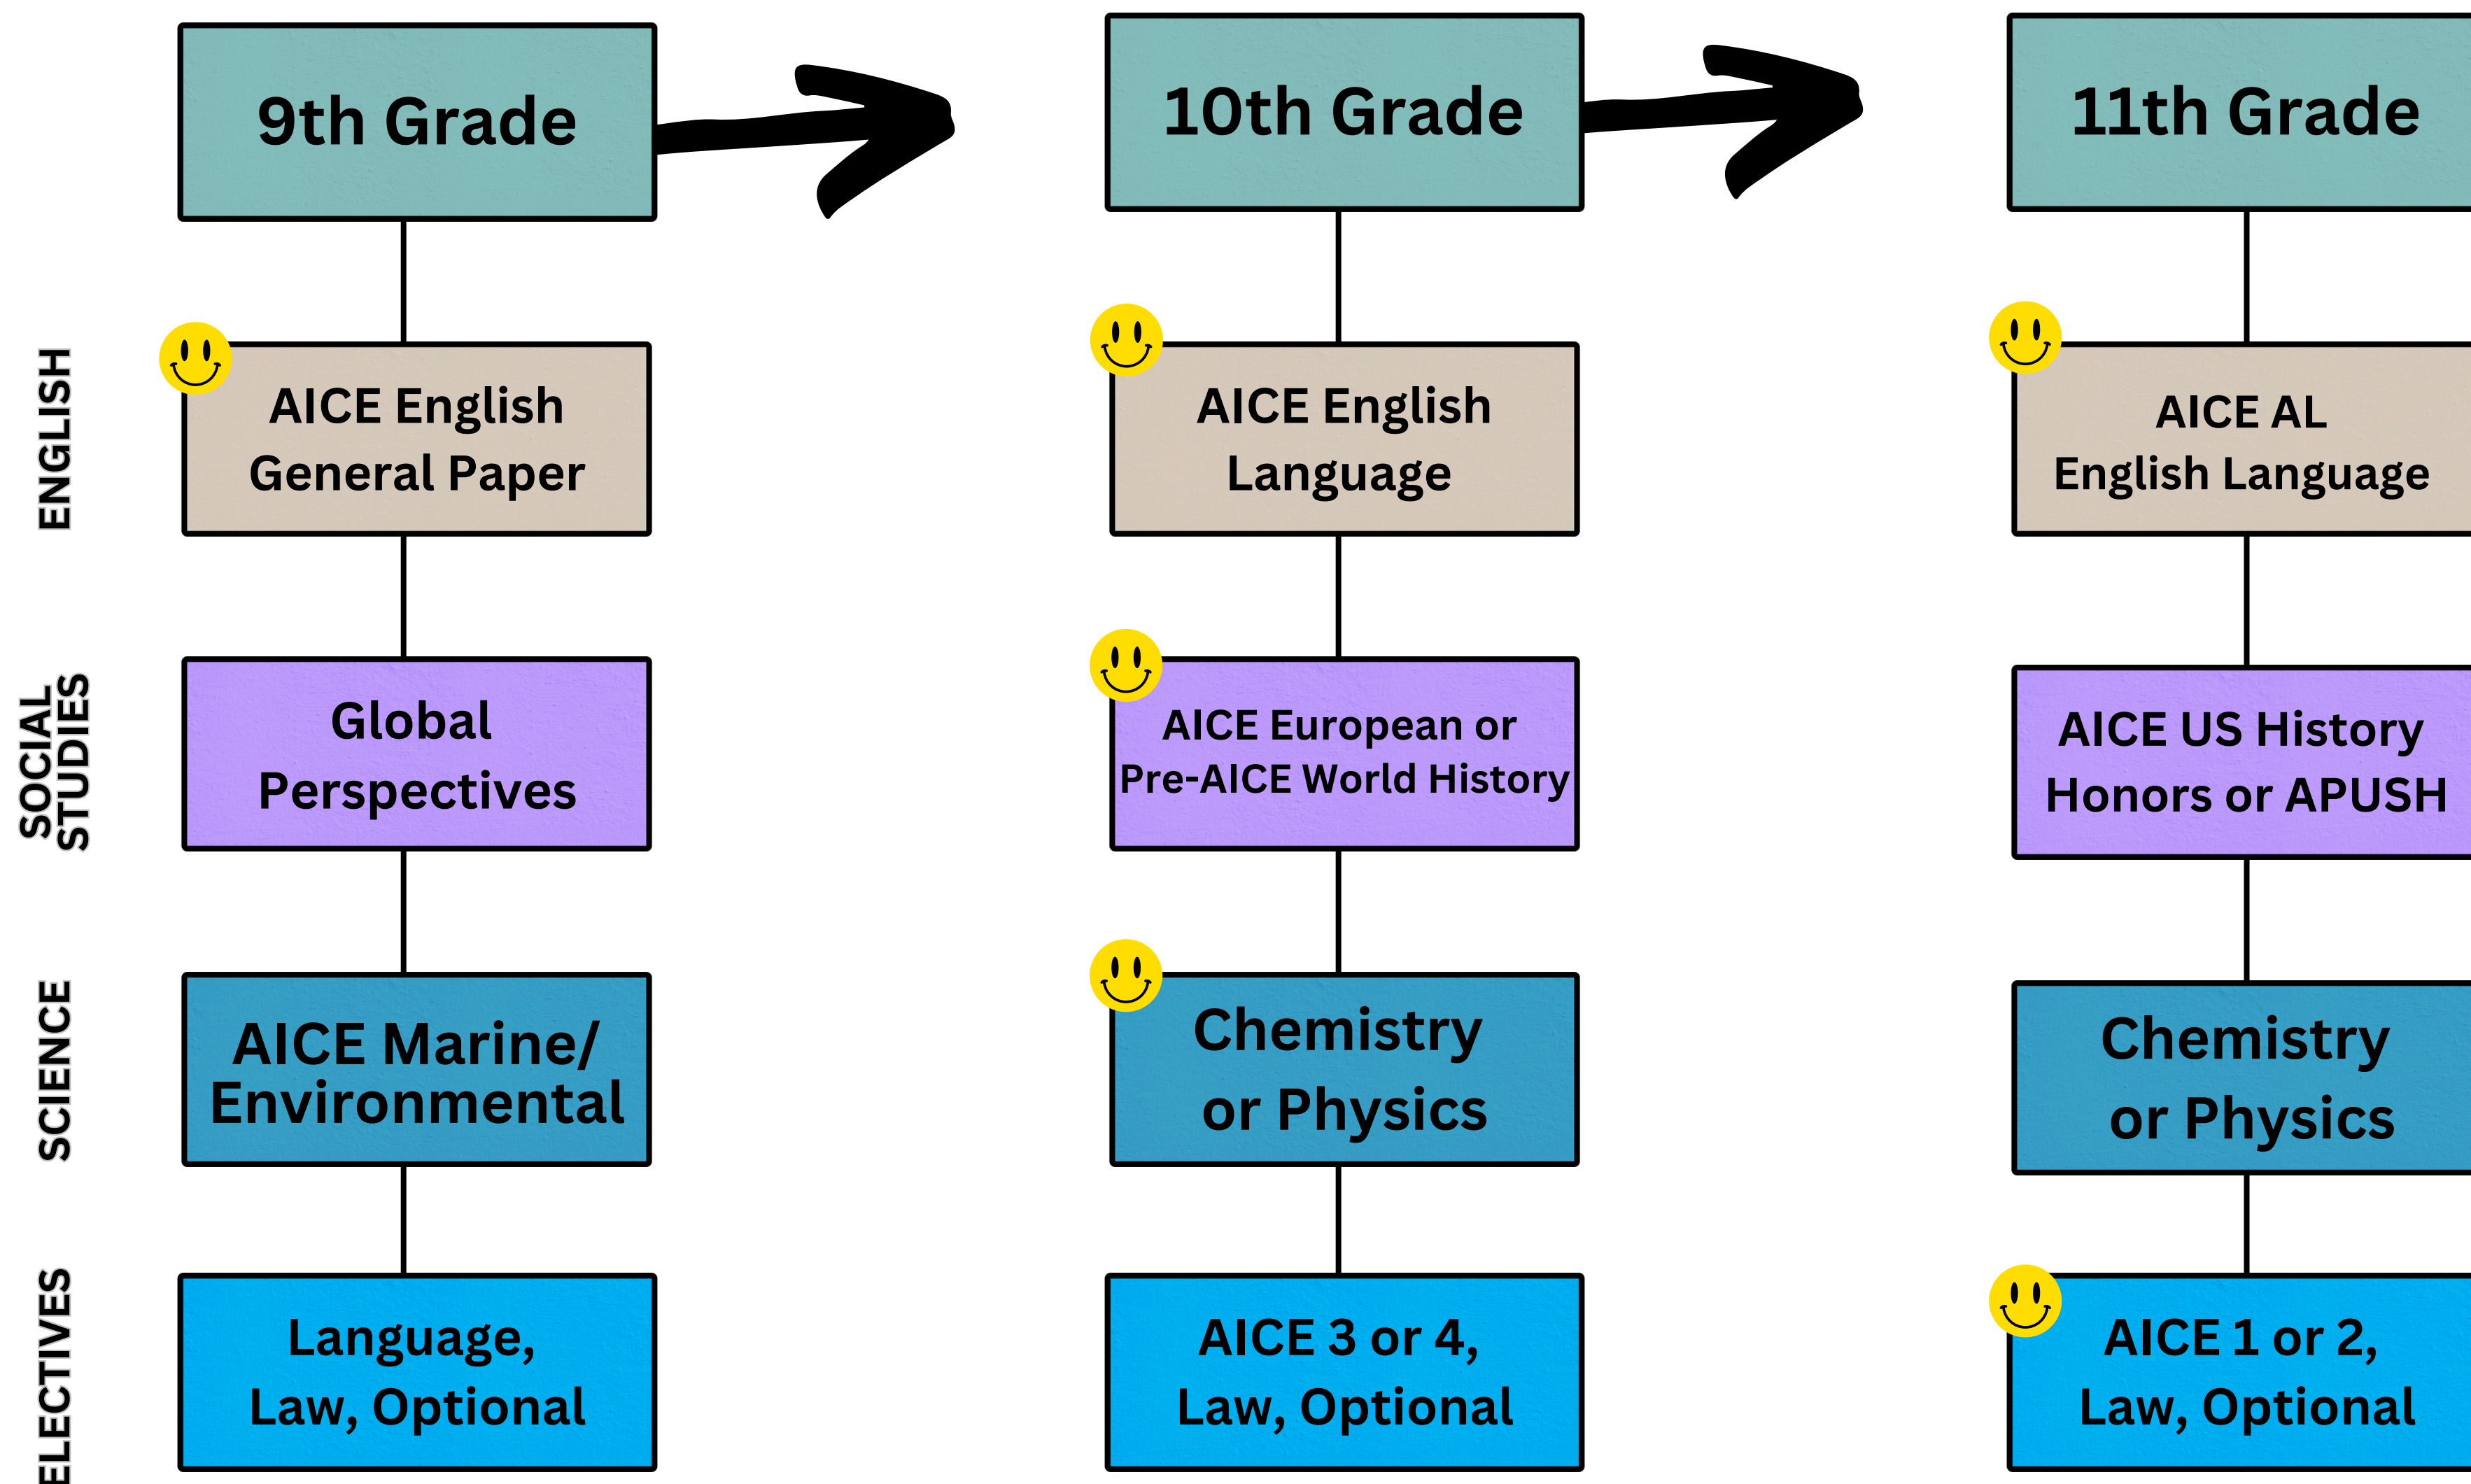 9th Grade
10th Grade
11th Grade
ENGLISH
AICE English
General Paper
AICE English
Language
AICE AL
English Language
SOCIAL
STUDIES
Global
Perspectives
AICE European or
Pre-AICE World History
AICE US History
Honors or APUSH
SCIENCE
AICE Marine/
Environmental
Chemistry
or Physics
Chemistry
or Physics
ELECTIVES
Language,
Law, Optional
AICE 3 or 4,
Law, Optional
AICE 1 or 2,
Law, Optional